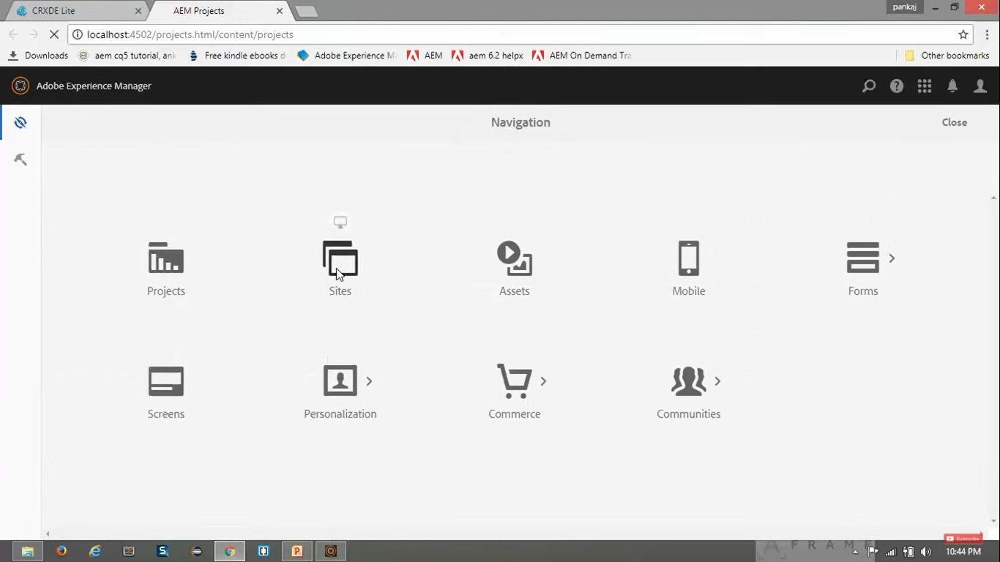 CRXDE Lite
AEM Projects
pankaj
localhost:4502/projects.html/content/projects
Downloads
aem cq5 tutorial, ank
Free kindle ebooks d
Adobe Experience M
AEM
aem 6.2 helpx
AEM On Demand Tra
Other bookmarks
Adobe Experience Manager
Navigation
Close
Projects
Sites
Assets
Mobile
Forms
Screens
Personalization
Commerce
Communities
Subscribe
FRAME
10:44 PM